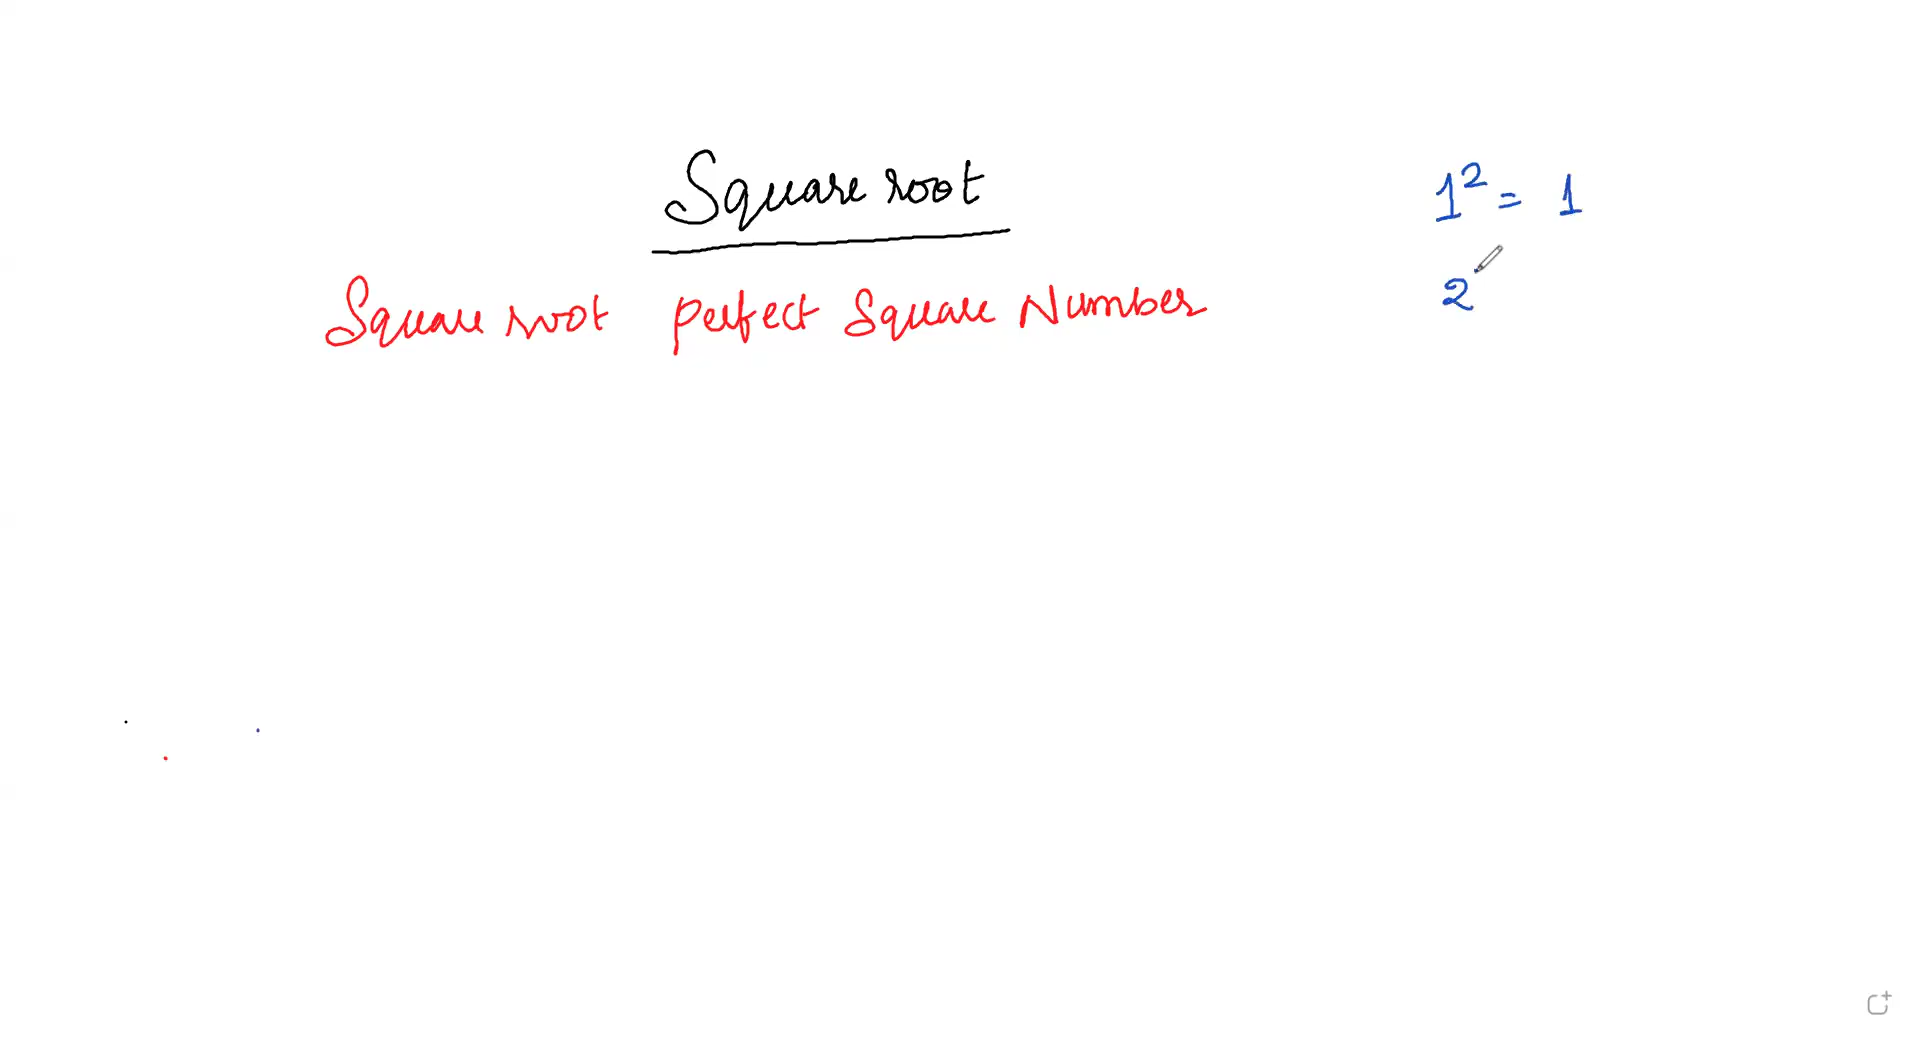 Square root
1² = 1
Square root perfect Square Number
2